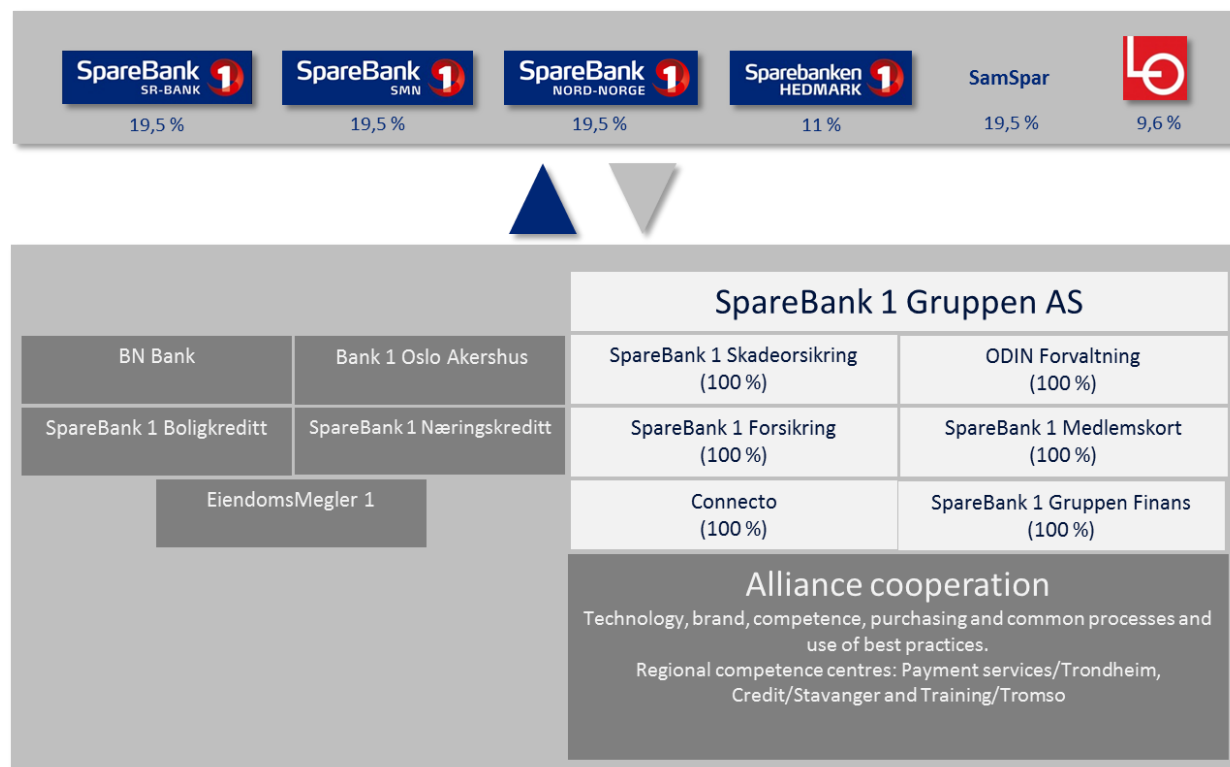 SpareBank 1
SR-BANK
19,5 %
SpareBank 1
SMN
19,5 %
SpareBank 1
NORD-NORGE
19,5 %
Sparebanken 1
HEDMARK
11 %
SamSpar
19,5 %
LO
9,6 %
SpareBank 1 Gruppen AS
BN Bank
Bank 1 Oslo Akershus
SpareBank 1 Skadeorsikring
(100 %)
ODIN Forvaltning
(100 %)
SpareBank 1 Boligkreditt
SpareBank 1 Næringskreditt
SpareBank 1 Forsikring
(100 %)
SpareBank 1 Medlemskort
(100 %)
EiendomsMegler 1
Connecto
(100 %)
SpareBank 1 Gruppen Finans
(100 %)
Alliance cooperation
Technology, brand, competence, purchasing and common processes and
use of best practices.
Regional competence centres: Payment services/Trondheim,
Credit/Stavanger and Training/Tromso